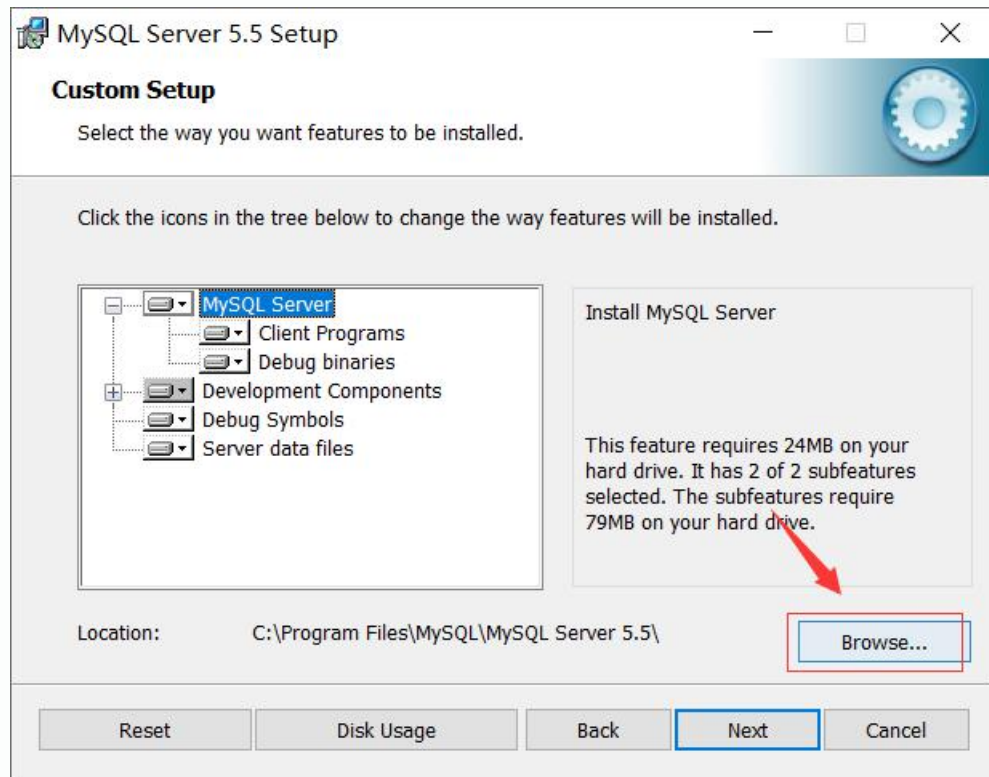 MySQL Server 5.5 Setup
Custom Setup
Select the way you want features to be installed.
Click the icons in the tree below to change the way features will be installed.
MySQL Server
Client Programs
Debug binaries
Development Components
Debug Symbols
Server data files
Install MySQL Server
This feature requires 24MB on your
hard drive. It has 2 of 2 subfeatures
selected. The subfeatures require
79MB on your hard drive.
Location: C:\Program Files\MySQL\MySQL Server 5.5\
Browse...
Reset Disk Usage Back Next Cancel